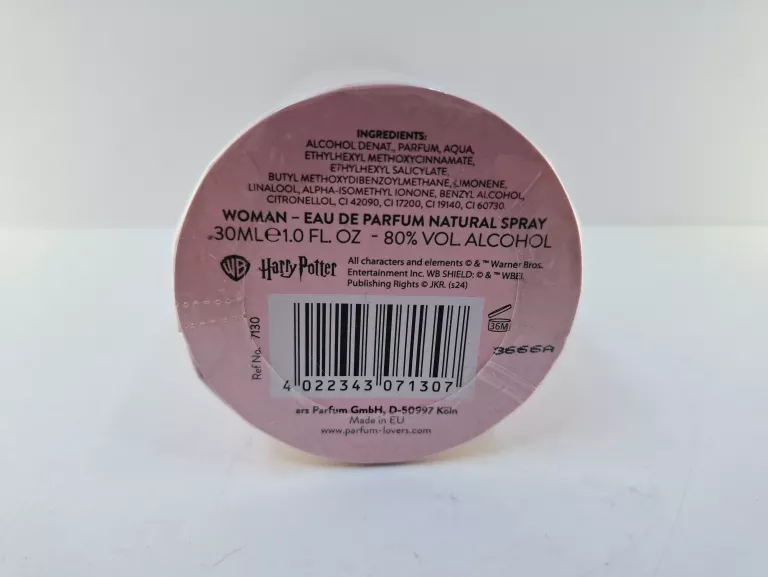 INGREDIENTS:
ALCOHOL DENAT., PARFUM, AQUA,
ETHYLHEXYL METHOXYCINNAMATE,
ETHYLHEXYL SALICYLATE,
BUTYL METHOXYDIBENZOYLMETHANE, LIMONENE,
LINALOOL, ALPHA-ISOMETHYL IONONE, BENZYL ALCOHOL,
CITRONELLOL, CI 42090, CI 17200, CI 19140, CI 60730.
WOMAN – EAU DE PARFUM NATURAL SPRAY
30ML℮1.0 FL. OZ - 80% VOL. ALCOHOL
WB Harry Potter
All characters and elements © & ™ Warner Bros.
Entertainment Inc. WB SHIELD: © & ™ WBEI.
Publishing Rights © JKR. (s24)
36M
3666A
Ref No. 7130
4 022343 071307
ers Parfum GmbH, D-50997 Köln
Made in EU
www.parfum-lovers.com